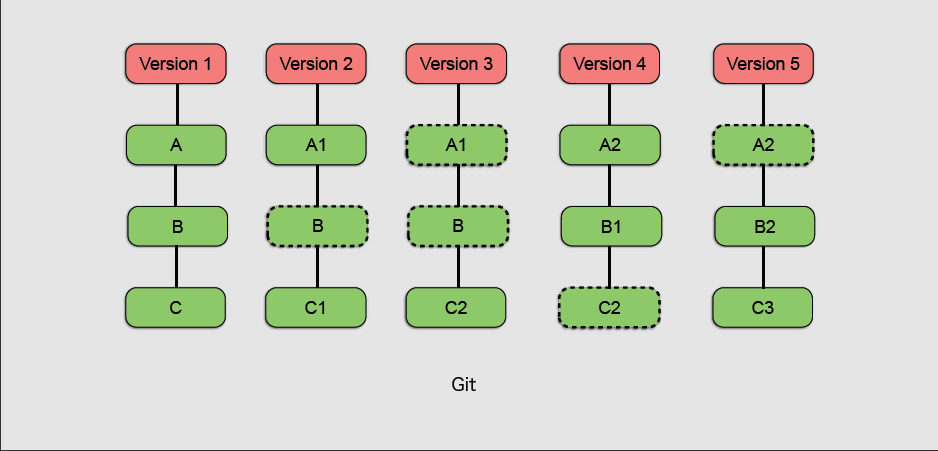 Version 1
Version 2
Version 3
Version 4
Version 5
A
A1
A1
A2
A2
B
B
B
B1
B2
C
C1
C2
C2
C3
Git